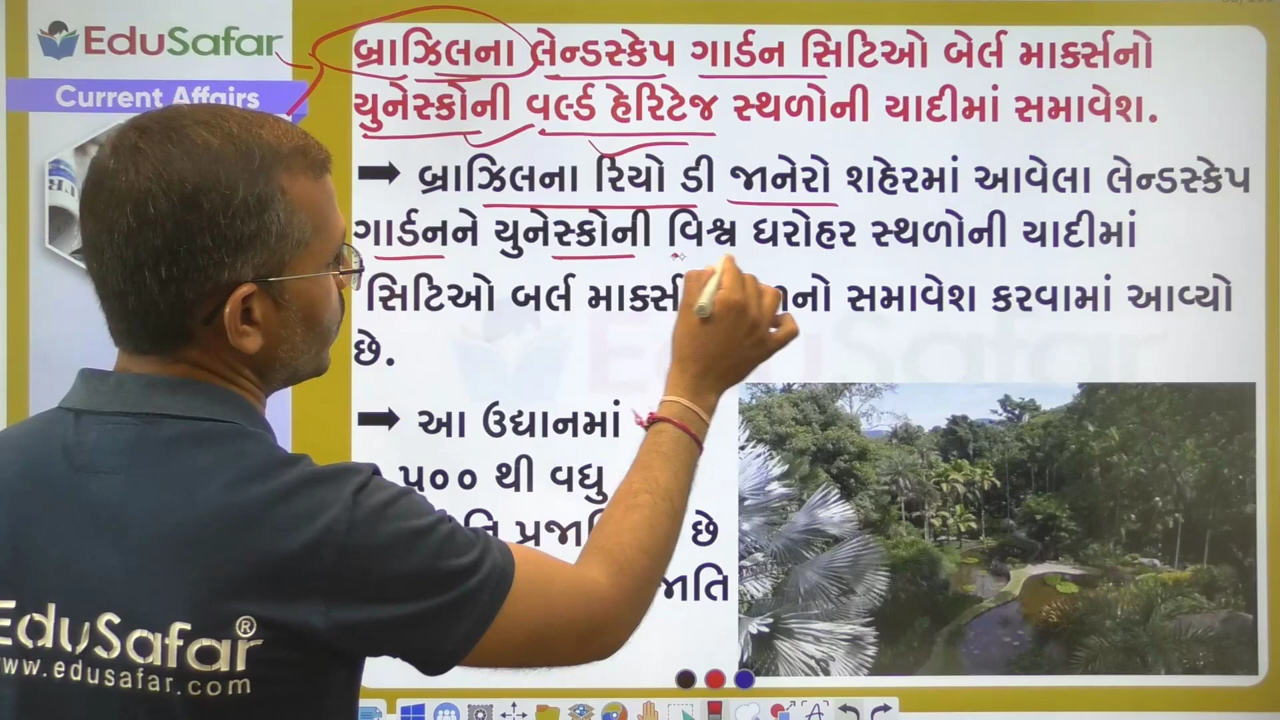 EduSafar
Current Affairs
બ્રાઝિલના લેન્ડસ્કેપ ગાર્ડન સિટિઓ બેર્લ માર્ક્સનો
યુનેસ્કોની વર્લ્ડ હેરિટેજ સ્થળોની યાદીમાં સમાવેશ.
➡ બ્રાઝિલના રિયો ડી જાનેરો શહેરમાં આવેલા લેન્ડસ્કેપ
ગાર્ડનને યુનેસ્કોની વિશ્વ ધરોહર સ્થળોની યાદીમાં
'સિટિઓ બર્લ માર્ક્સ નો સમાવેશ કરવામાં આવ્યો
છે.
➡ આ ઉદ્યાનમાં
૫૦૦ થી વધુ
છે
EduSafar®
www.edusafar.com